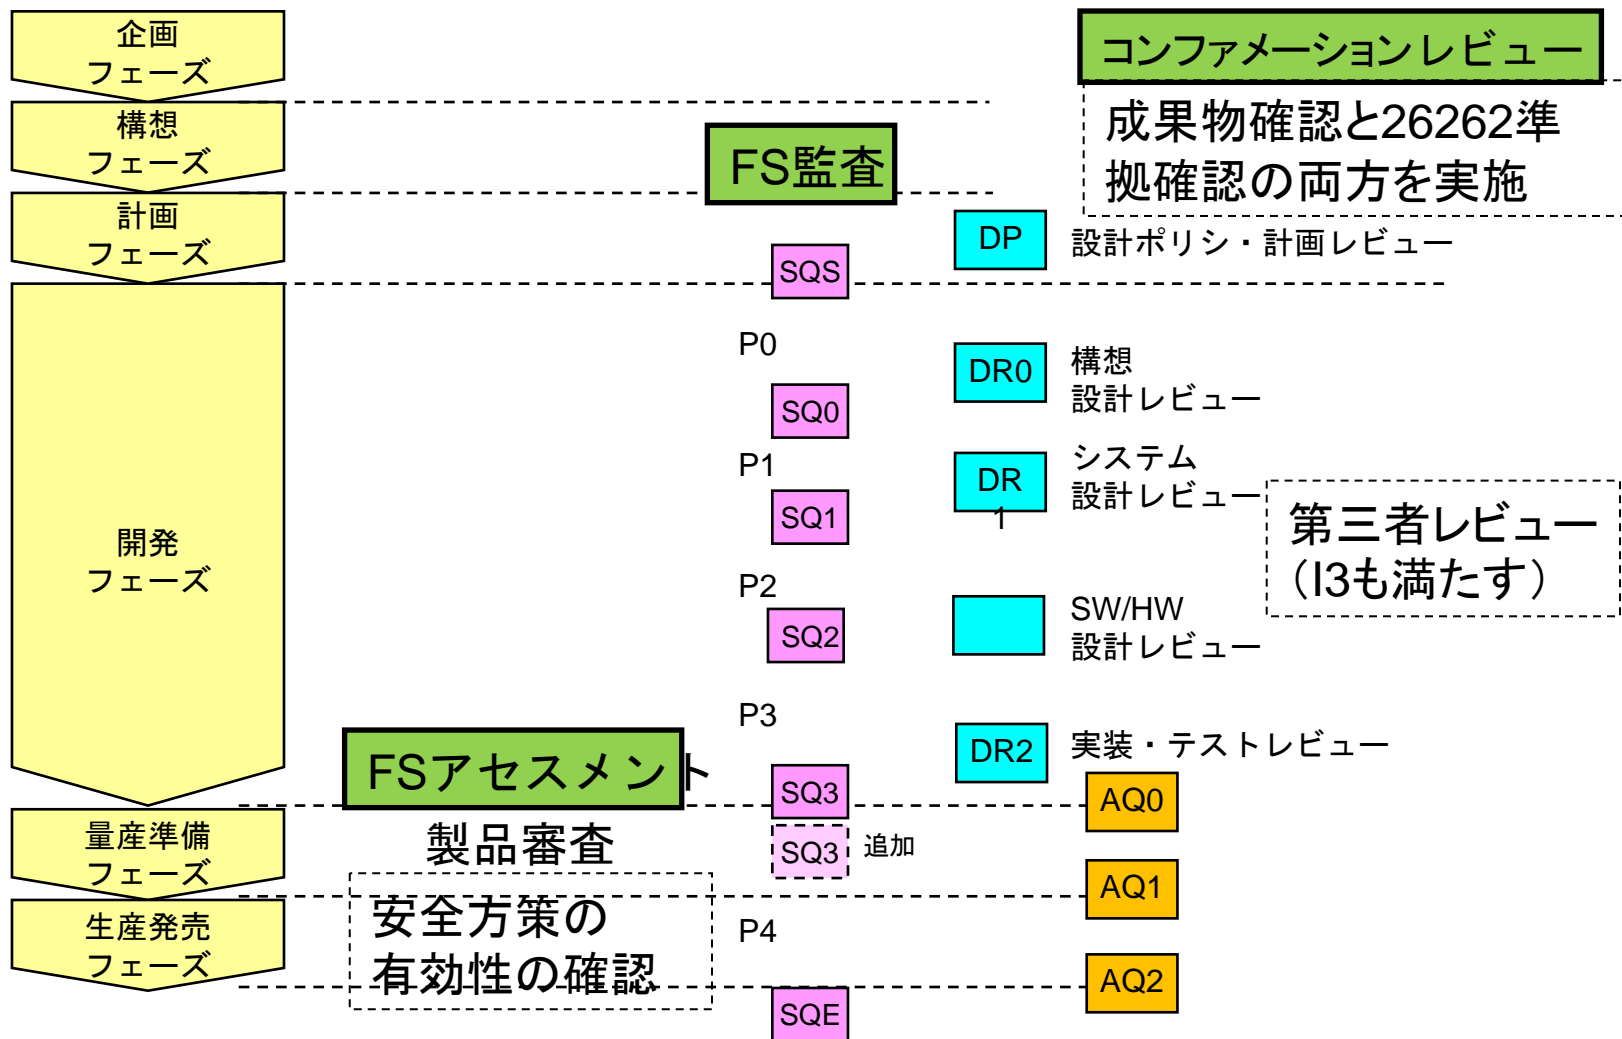 企画
フェーズ
構想
フェーズ
計画
フェーズ
開発
フェーズ
量産準備
フェーズ
生産発売
フェーズ
FSアセスメント
製品審査
安全方策の
有効性の確認
FS監査
SQS
P0
SQ0
P1
SQ1
P2
SQ2
P3
SQ3
SQ3
追加
P4
SQE
コンファメーションレビュー
成果物確認と26262準
拠確認の両方を実施
DP
設計ポリシ・計画レビュー
DR0
構想
設計レビュー
DR
1
システム
設計レビュー
第三者レビュー
（I3も満たす）
SW/HW
設計レビュー
DR2
実装・テストレビュー
AQ0
AQ1
AQ2